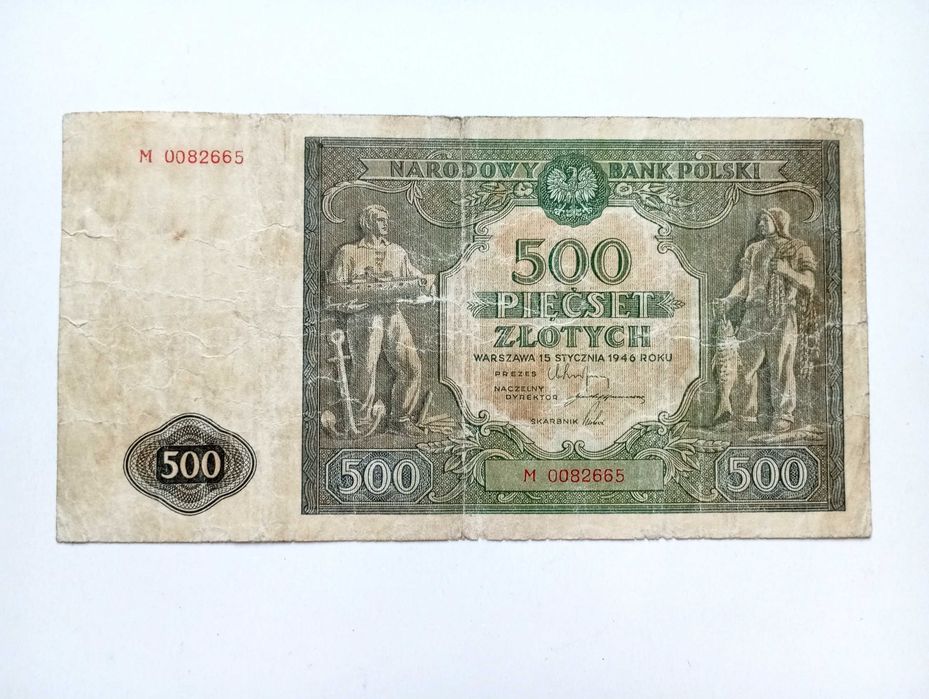 M 0082665
NARODOWY BANK POLSKI
500
PIĘĆSET
ZŁOTYCH
WARSZAWA 15 STYCZNIA 1946 ROKU
PREZES
NACZELNY
DYREKTOR
SKARBNIK
500
500
M 0082665
500